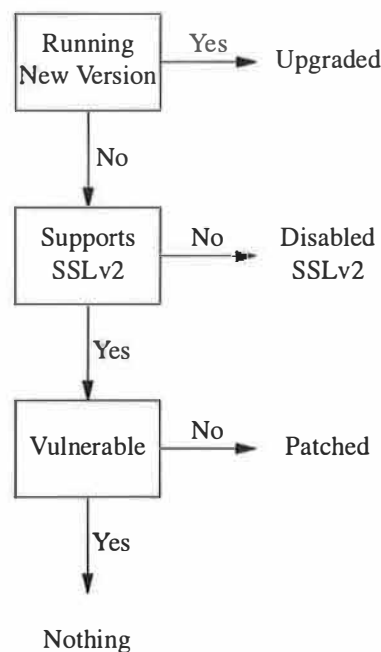 Running
New Version
Yes
Upgraded
No
Supports
SSLv2
No
Disabled
SSLv2
Yes
Vulnerable
No
Patched
Yes
Nothing